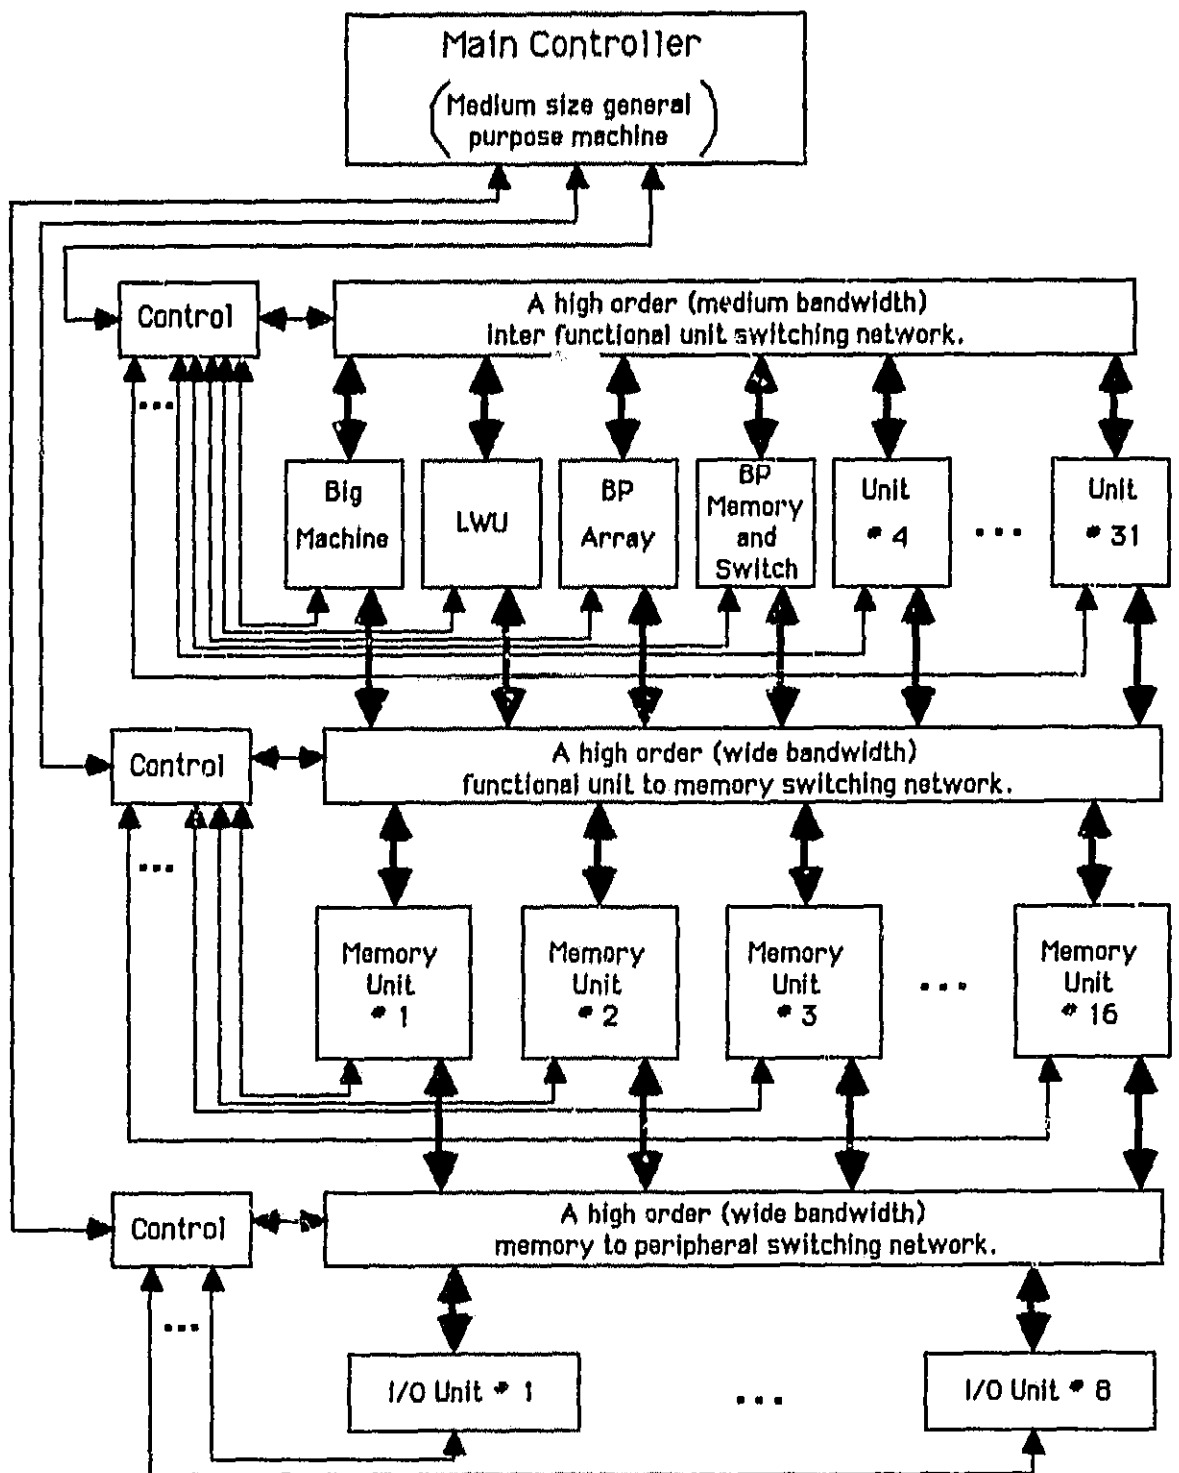 Main Controller
(Medium size general
purpose machine)
Control
A high order (medium bandwidth)
inter functional unit switching network.
...
Big
Machine
LWU
BP
Array
BP
Memory
and
Switch
Unit
# 4
...
Unit
# 31
Control
A high order (wide bandwidth)
functional unit to memory switching network.
...
Memory
Unit
# 1
Memory
Unit
# 2
Memory
Unit
# 3
...
Memory
Unit
# 16
Control
A high order (wide bandwidth)
memory to peripheral switching network.
...
I/O Unit # 1
...
I/O Unit # 8